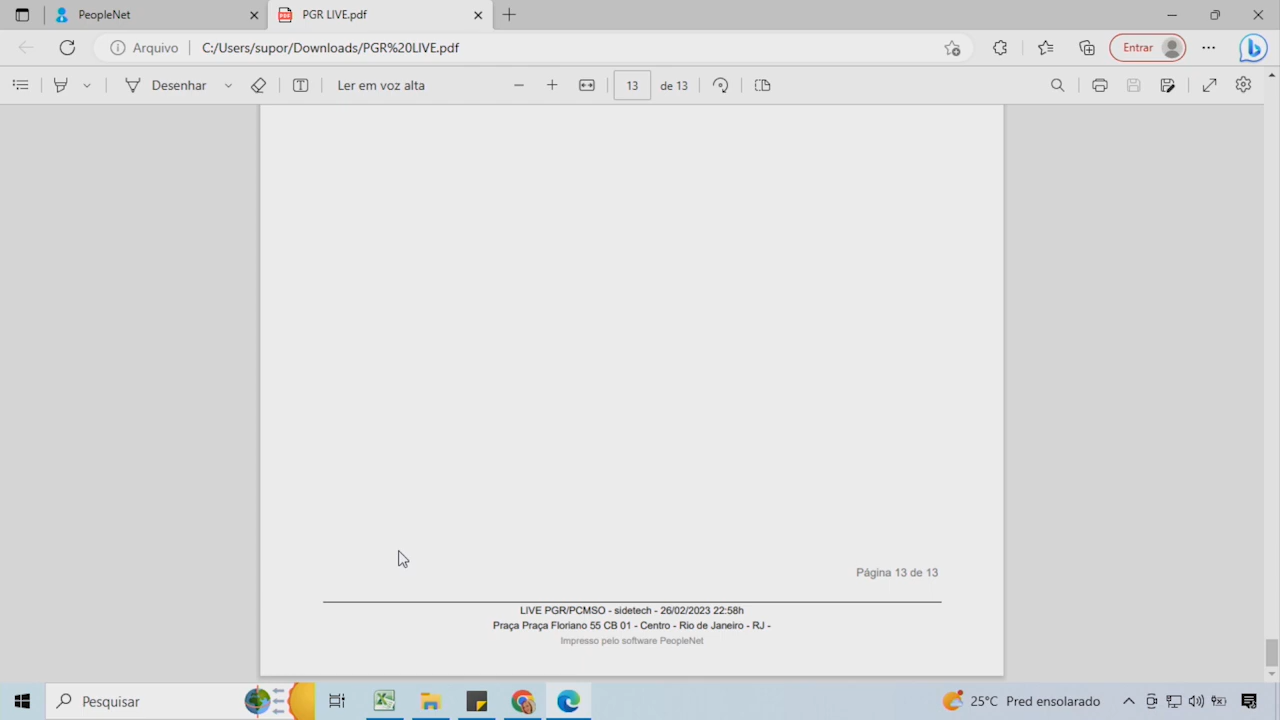 PeopleNet
PGR LIVE.pdf
Arquivo
C:/Users/supor/Downloads/PGR%20LIVE.pdf
Entrar
Desenhar
Ler em voz alta
13 de 13
Página 13 de 13
LIVE PGR/PCMSO - sidetech - 26/02/2023 22:58h
Praça Praça Floriano 55 CB 01 - Centro - Rio de Janeiro - RJ -
Impresso pelo software PeopleNet
Pesquisar
25°C Pred ensolarado